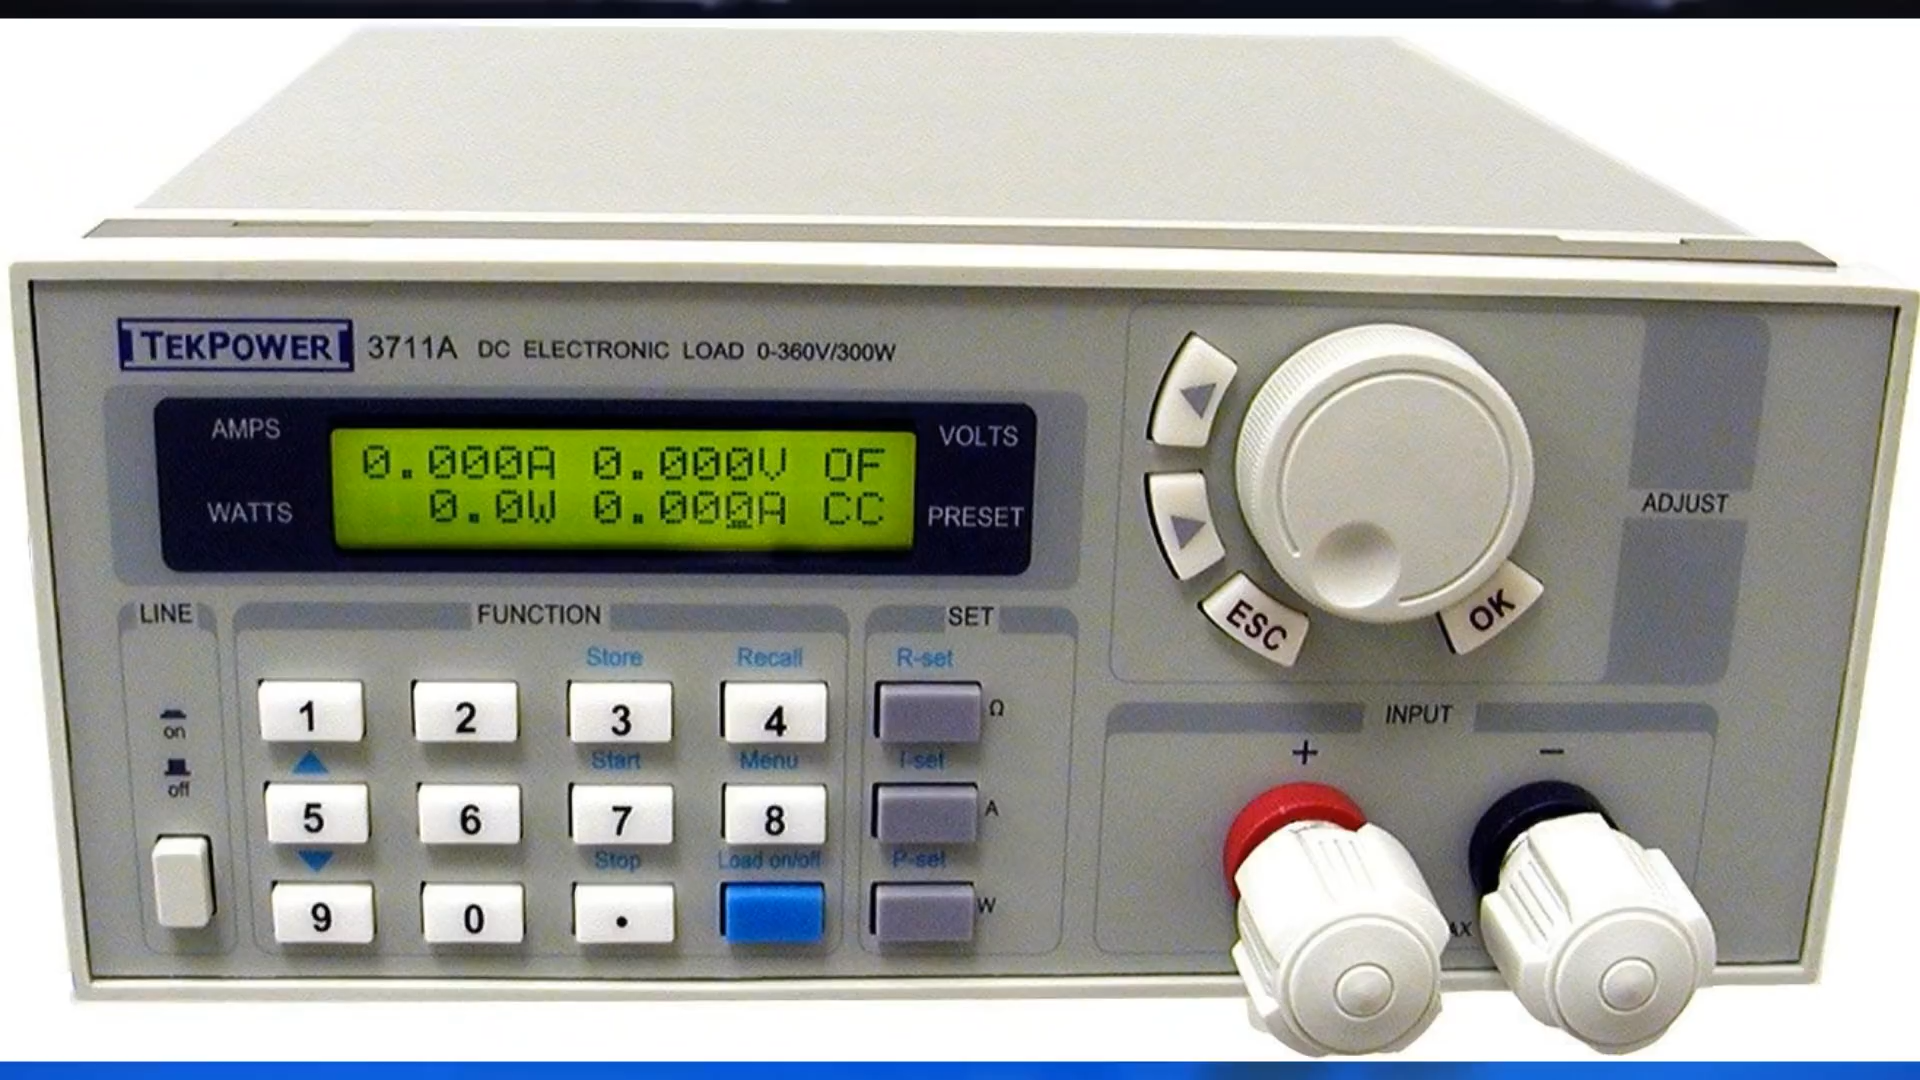 TEKPOWER 3711A DC ELECTRONIC LOAD 0-360V/300W
AMPS
VOLTS
0.000A 0.000V OF
0.0W 0.000A CC
WATTS
PRESET
ADJUST
ESC
OK
LINE
on
off
FUNCTION
Store Recall
1 2 3 4
Start Menu
5 6 7 8
Stop Load on/off
9 0 .
SET
R-set
Ω
I-set
A
P-set
W
INPUT
+ −